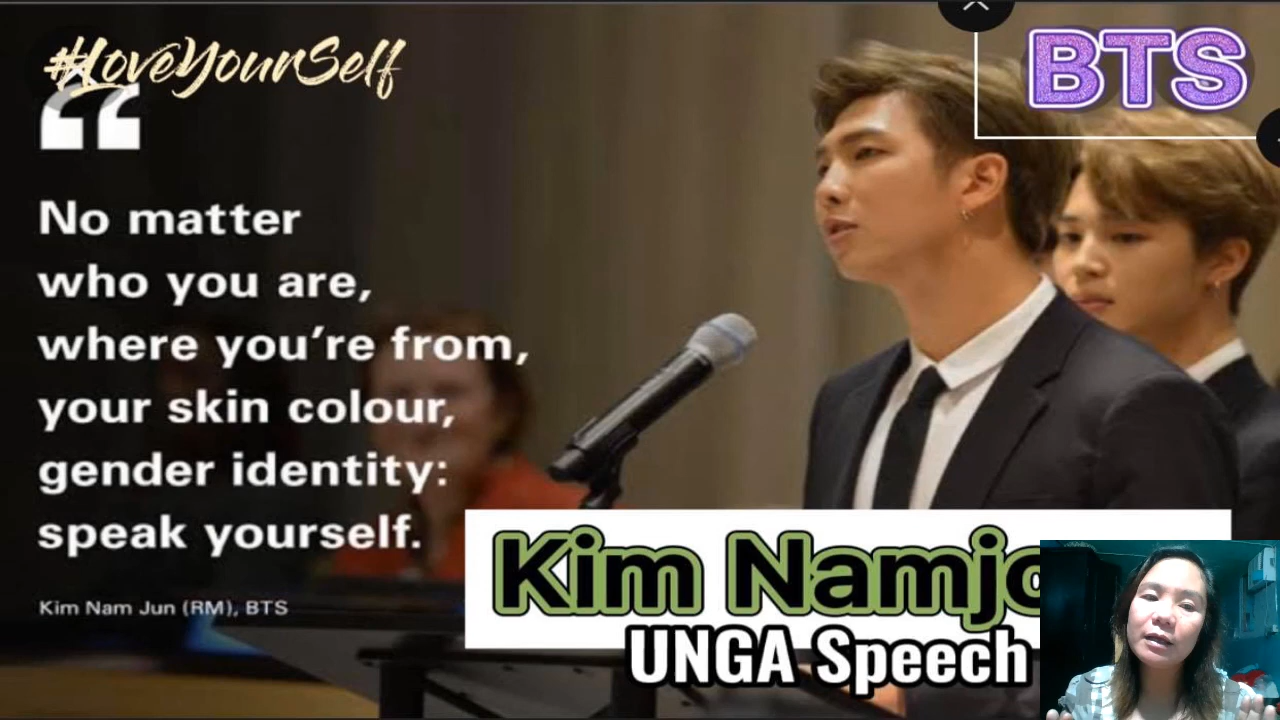 #LoveYourSelf
BTS
“
No matter
who you are,
where you’re from,
your skin colour,
gender identity:
speak yourself.
Kim Nam Jun (RM), BTS
Kim
UNGA Speech